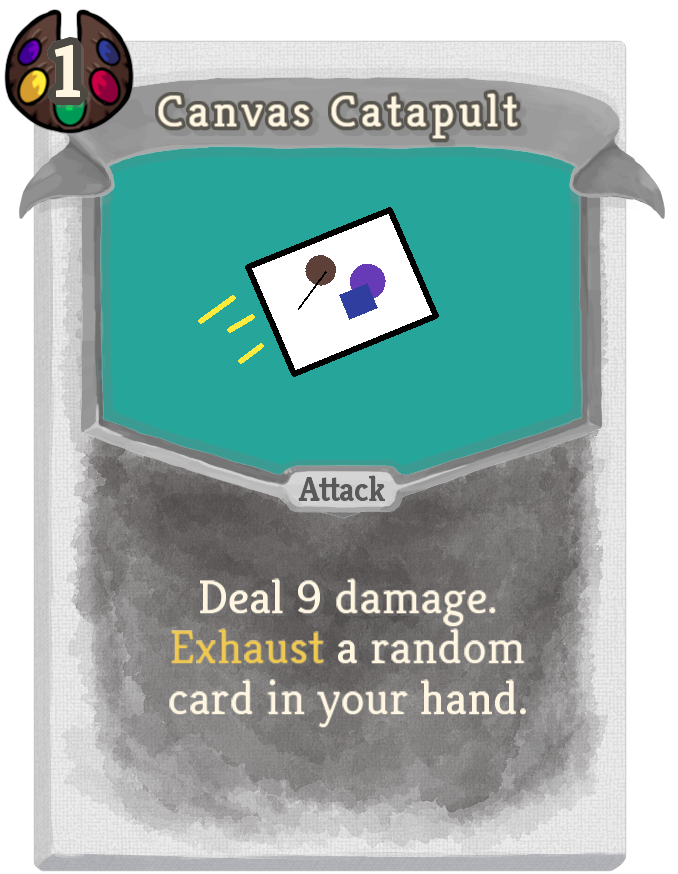 1
Canvas Catapult
Attack
Deal 9 damage.
Exhaust a random
card in your hand.